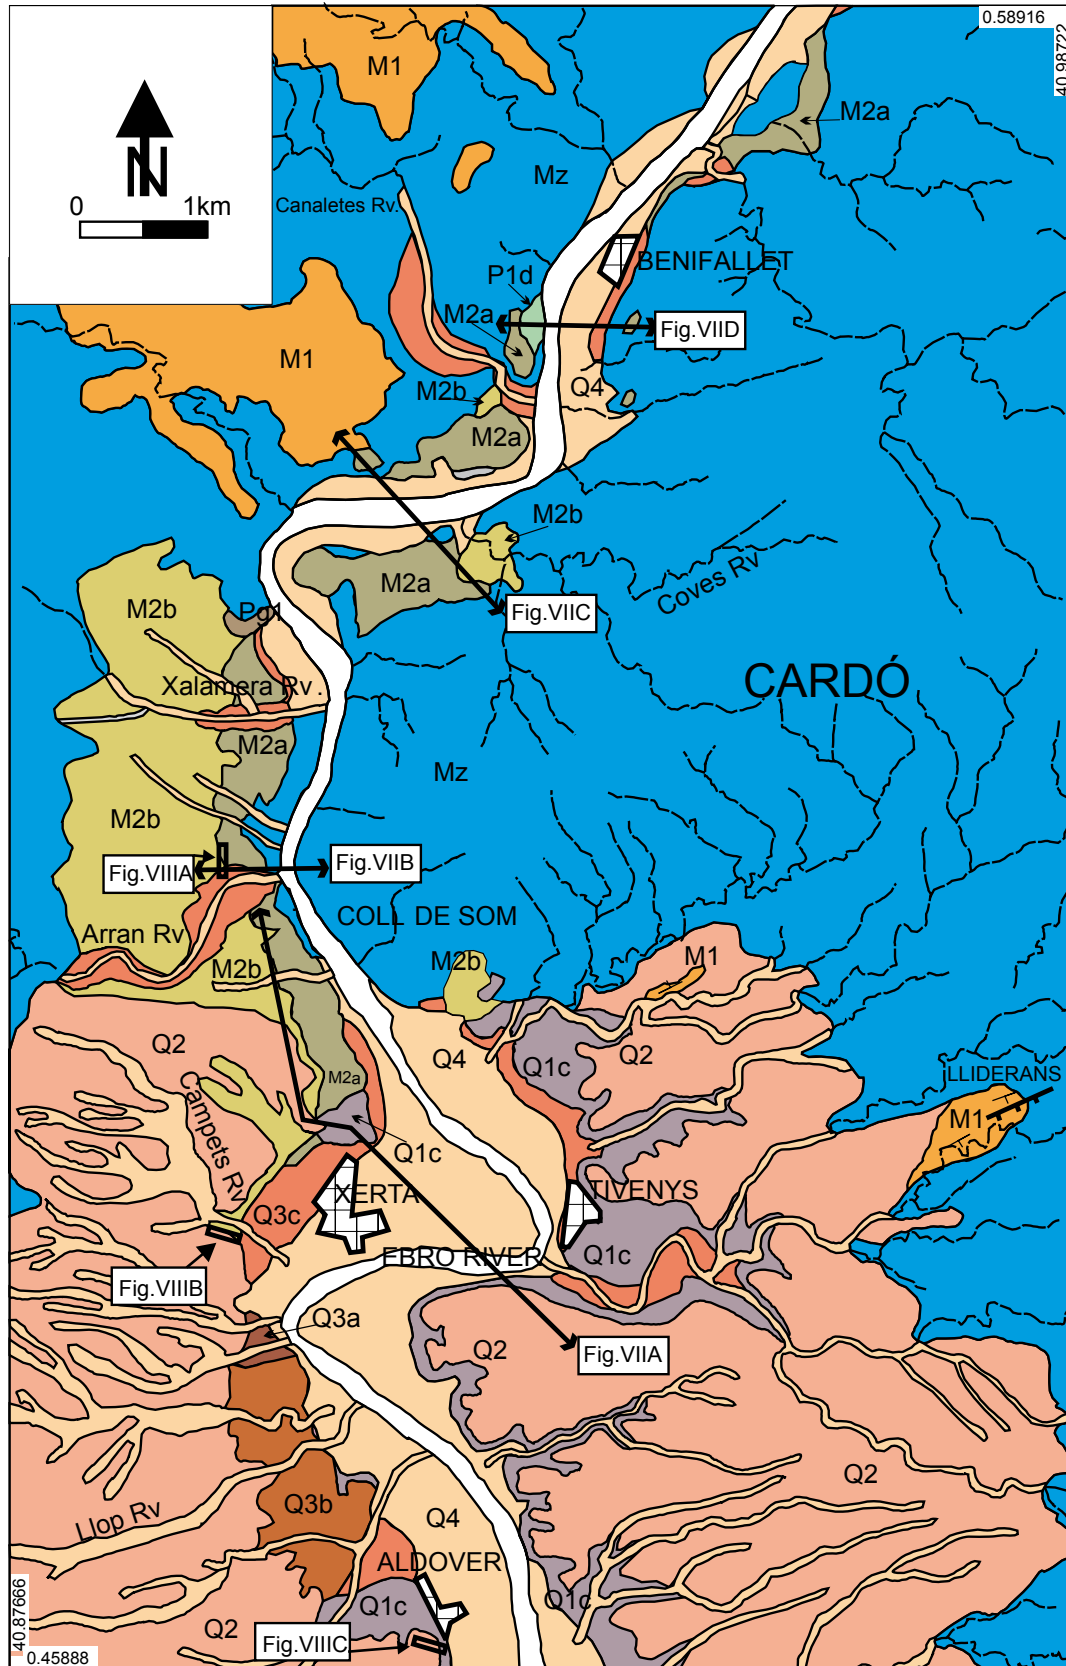 0.58916
40.98722
M1
M2a
N
0 1km
Mz
Canaletes Rv.
BENIFALLET
P1d
M2a
Fig.VIID
M1
M2b
Q4
M2a
M2b
M2a
Coves Rv
Fig.VIIC
M2b
Pg1
CARDÓ
Xalamera Rv.
M2a
Mz
M2b
Fig.VIIIA
Fig.VIIB
COLL DE SOM
Arran Rv
M2b
M2b
M1
Q2
Q4
Q1c
Q2
M2a
LLIDERANS
M1
Campets Rv
Q1c
XERTA
TIVENYS
Q3c
Q1c
EBRO RIVER
Fig.VIIIB
Q3a
Q2
Fig.VIIA
Q2
Q3b
Llop Rv
Q4
ALDOVER
Q1c
Q1c
Q2
Fig.VIIIC
40.87666
0.45888